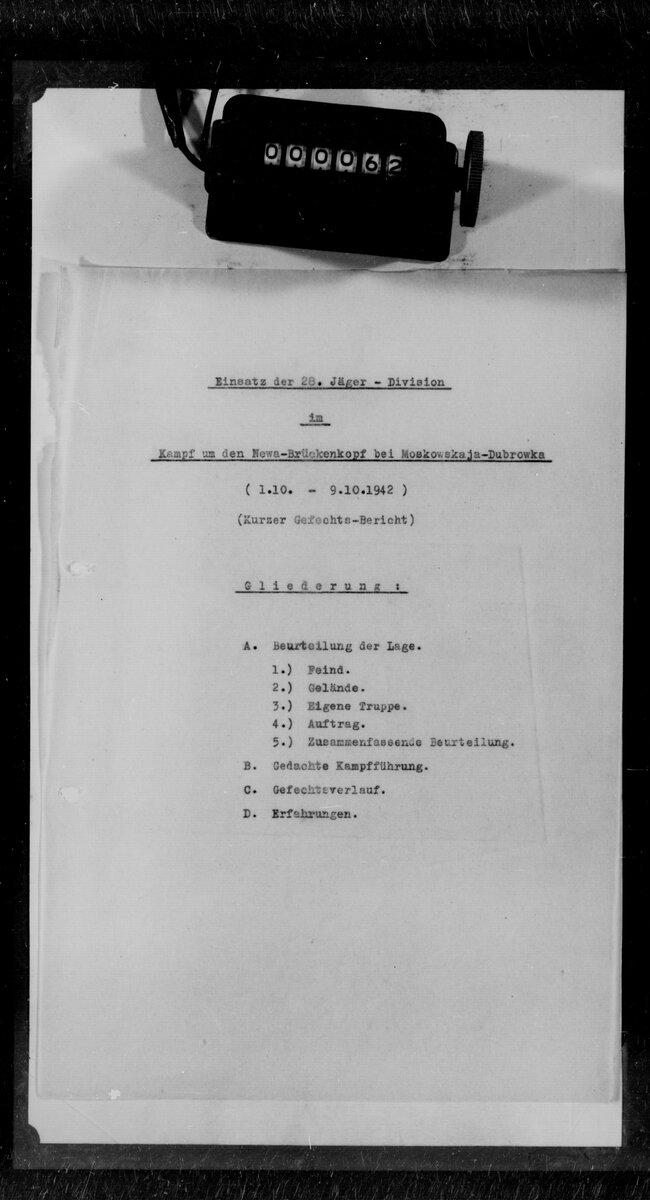 000062
Einsatz der 28. Jäger - Division
im
Kampf um den Newa-Brückenkopf bei Moskowskaja-Dubrowka
( 1.10. - 9.10.1942 )
(Kurzer Gefechts-Bericht)
G l i e d e r u n g :
A. Beurteilung der Lage.
1.) Feind.
2.) Gelände.
3.) Eigene Truppe.
4.) Auftrag.
5.) Zusammenfassende Beurteilung.
B. Gedachte Kampfführung.
C. Gefechtsverlauf.
D. Erfahrungen.